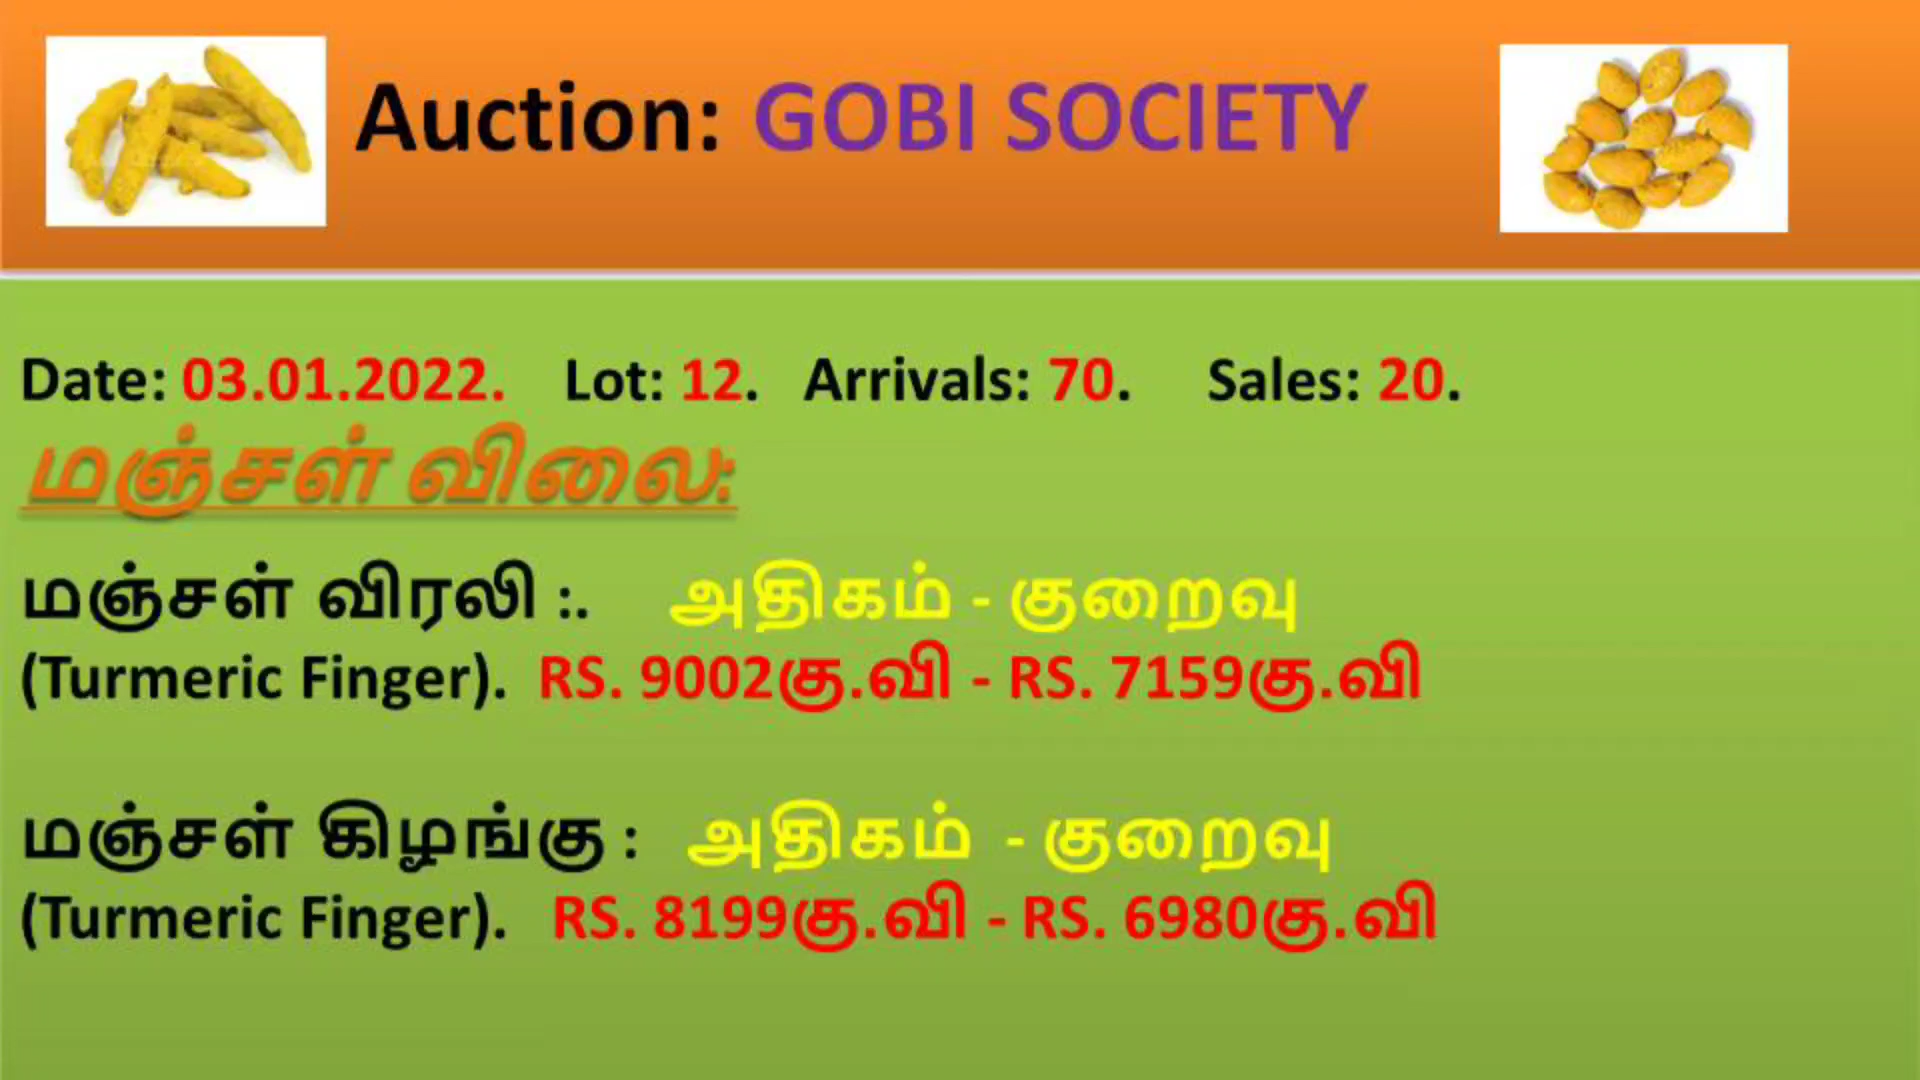 Auction: GOBI SOCIETY
Date: 03.01.2022. Lot: 12. Arrivals: 70. Sales: 20.
மஞ்சள் விலை:
மஞ்சள் விரலி :. அதிகம் - குறைவு
(Turmeric Finger). RS. 9002கு.வி - RS. 7159கு.வி
மஞ்சள் கிழங்கு : அதிகம் - குறைவு
(Turmeric Finger). RS. 8199கு.வி - RS. 6980கு.வி